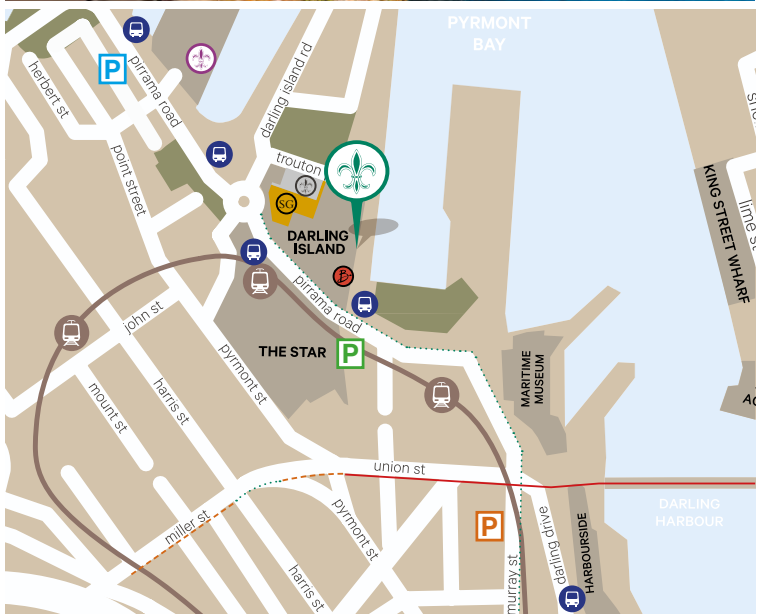 PYRMONT
BAY
herbert st
P
pirrama road
darling island rd
point street
trouton
SG
DARLING
ISLAND
B
pirrama road
KING STREET WHARF
lime st
john st
THE STAR
P
pyrmont st
MARITIME
MUSEUM
mount st
harris st
union st
miller st
pyrmont st
P
DARLING
HARBOUR
darling drive
HARBOURSIDE
murray st
harris st